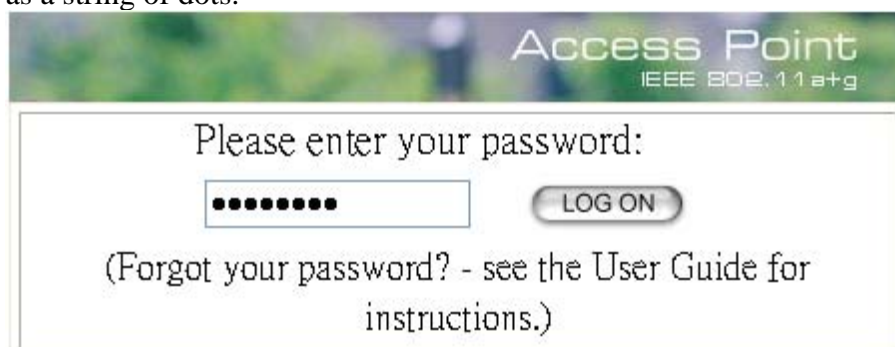 as a string of dots.
Access Point
IEEE 802.11a+g
Please enter your password:
••••••••
LOG ON
(Forgot your password? - see the User Guide for
instructions.)